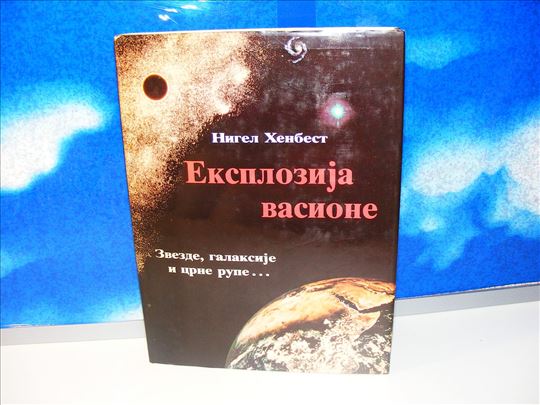 Нигел Хенбест
Експлозија
васионе
Звезде, галаксије
и црне рупе...